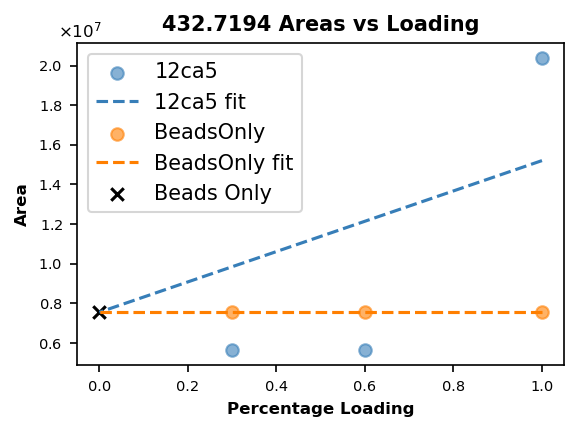 432.7194 Areas vs Loading
×10⁷
12ca5
12ca5 fit
BeadsOnly
BeadsOnly fit
Beads Only
Area
2.0
1.8
1.6
1.4
1.2
1.0
0.8
0.6
0.0 0.2 0.4 0.6 0.8 1.0
Percentage Loading